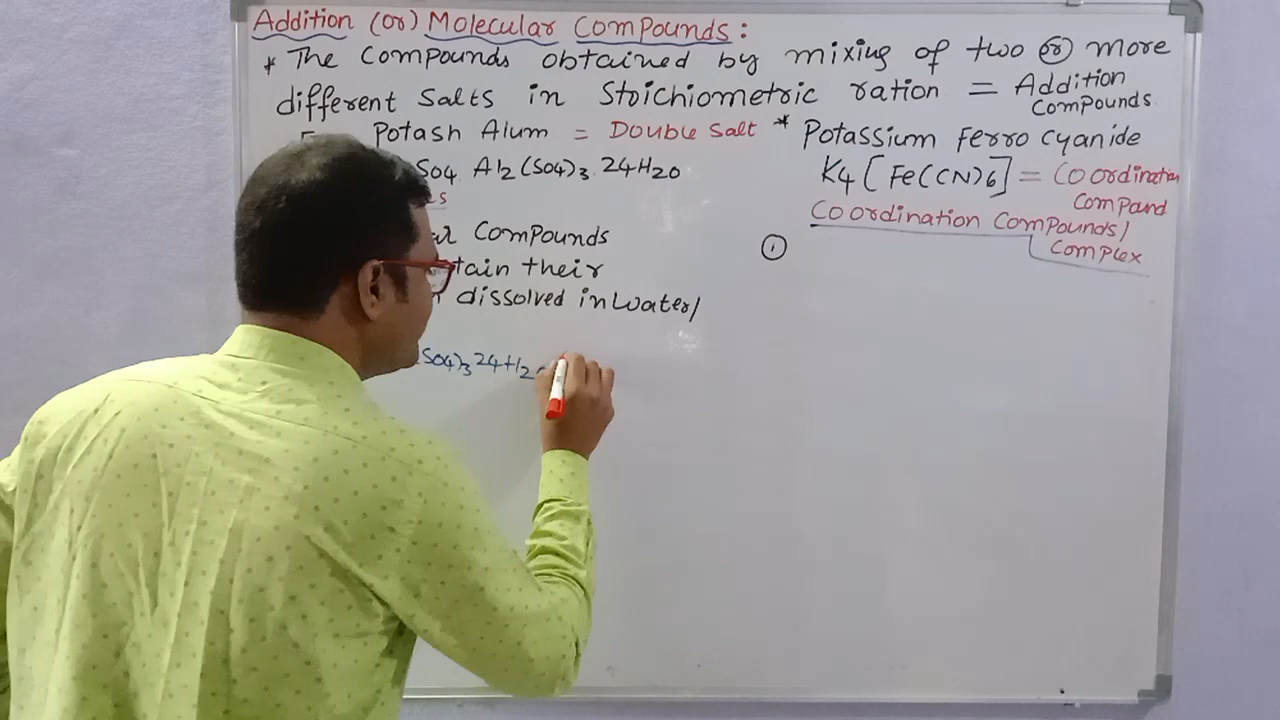 Addition (or) Molecular Compounds:
* The Compounds obtained by mixing of two (or) more
different Salts in Stoichiometric ration = Addition
Compounds.
Potash Alum = Double Salt
SO4 Al2(SO4)3.24H2O
Compounds
tain their
dissolved in Water/
(SO4)3 24H2
* Potassium Ferro cyanide
K4[Fe(CN)6] = Coordination
Compand
Coordination Compounds/
Complex
①